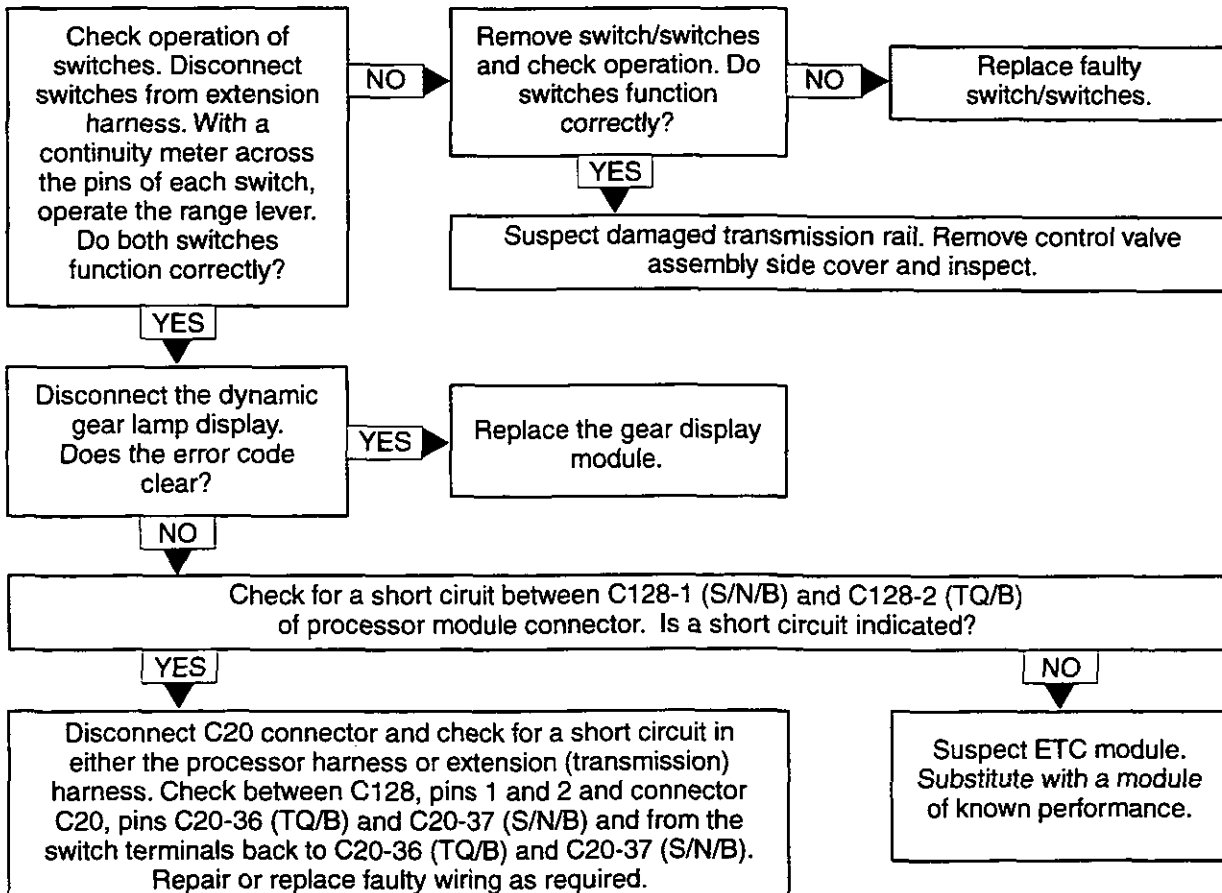 Check operation of
switches. Disconnect
switches from extension
harness. With a
continuity meter across
the pins of each switch,
operate the range lever.
Do both switches
function correctly?
NO
Remove switch/switches
and check operation. Do
switches function
correctly?
NO
Replace faulty
switch/switches.
YES
Suspect damaged transmission rail. Remove control valve
assembly side cover and inspect.
YES
Disconnect the dynamic
gear lamp display.
Does the error code
clear?
YES
Replace the gear display
module.
NO
Check for a short ciruit between C128-1 (S/N/B) and C128-2 (TQ/B)
of processor module connector. Is a short circuit indicated?
YES
NO
Disconnect C20 connector and check for a short circuit in
either the processor harness or extension (transmission)
harness. Check between C128, pins 1 and 2 and connector
C20, pins C20-36 (TQ/B) and C20-37 (S/N/B) and from the
switch terminals back to C20-36 (TQ/B) and C20-37 (S/N/B).
Repair or replace faulty wiring as required.
Suspect ETC module.
Substitute with a module
of known performance.